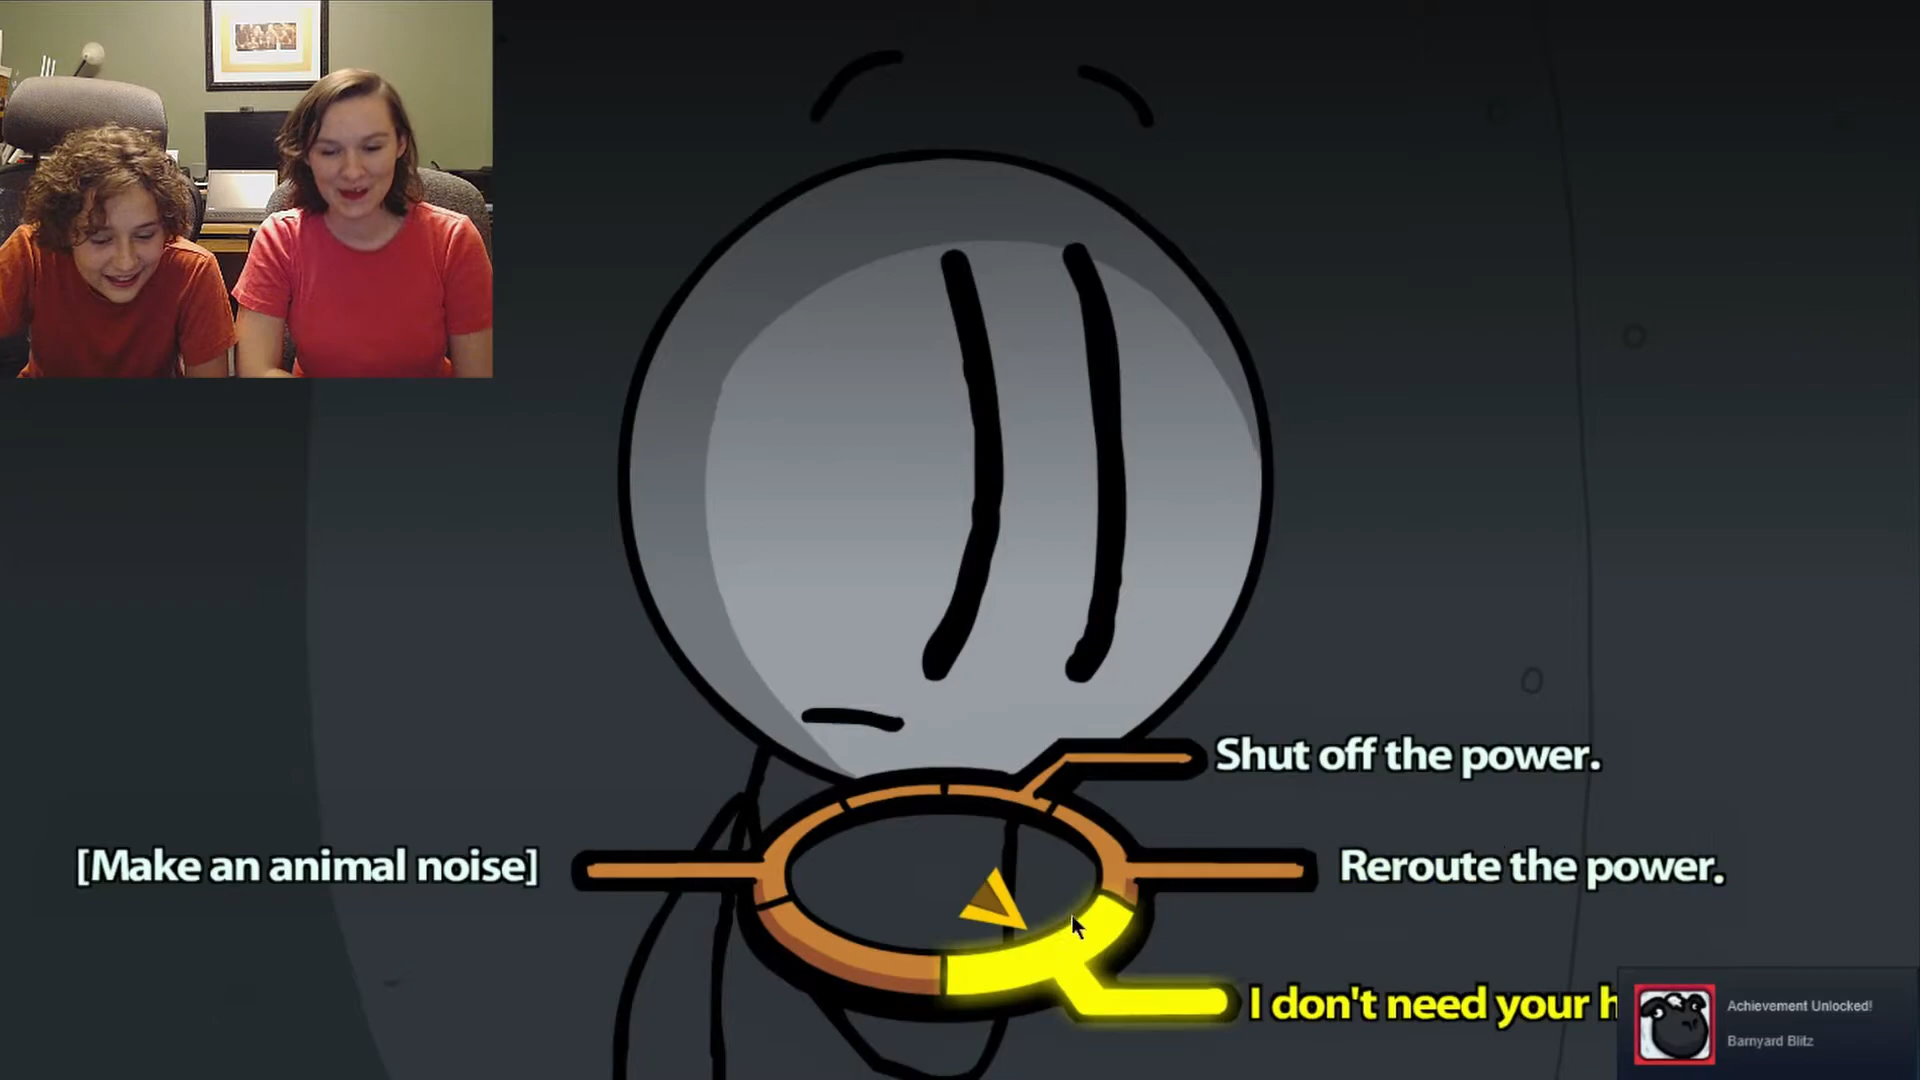 Shut off the power.
[Make an animal noise]
Reroute the power.
I don't need your
Achievement Unlocked!
Barnyard Blitz